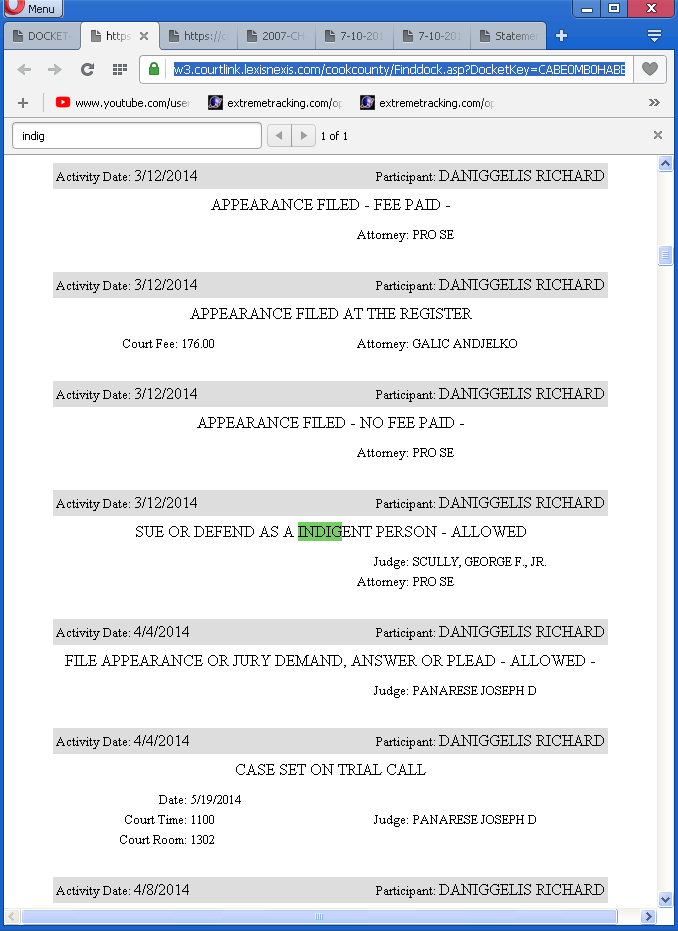 Menu
DOCKET-
https
https://c
2007-CH
7-10-201
7-10-201
Stateme
w3.courtlink.lexisnexis.com/cookcounty/Finddock.asp?DocketKey=CABE0MB0HABE
www.youtube.com/user
extremetracking.com/op
extremetracking.com/op
indig
1 of 1
Activity Date: 3/12/2014 Participant: DANIGGELIS RICHARD
APPEARANCE FILED - FEE PAID -
Attorney: PRO SE
Activity Date: 3/12/2014 Participant: DANIGGELIS RICHARD
APPEARANCE FILED AT THE REGISTER
Court Fee: 176.00 Attorney: GALIC ANDJELKO
Activity Date: 3/12/2014 Participant: DANIGGELIS RICHARD
APPEARANCE FILED - NO FEE PAID -
Attorney: PRO SE
Activity Date: 3/12/2014 Participant: DANIGGELIS RICHARD
SUE OR DEFEND AS A INDIGENT PERSON - ALLOWED
Judge: SCULLY, GEORGE F., JR.
Attorney: PRO SE
Activity Date: 4/4/2014 Participant: DANIGGELIS RICHARD
FILE APPEARANCE OR JURY DEMAND, ANSWER OR PLEAD - ALLOWED -
Judge: PANARESE JOSEPH D
Activity Date: 4/4/2014 Participant: DANIGGELIS RICHARD
CASE SET ON TRIAL CALL
Date: 5/19/2014
Court Time: 1100 Judge: PANARESE JOSEPH D
Court Room: 1302
Activity Date: 4/8/2014 Participant: DANIGGELIS RICHARD